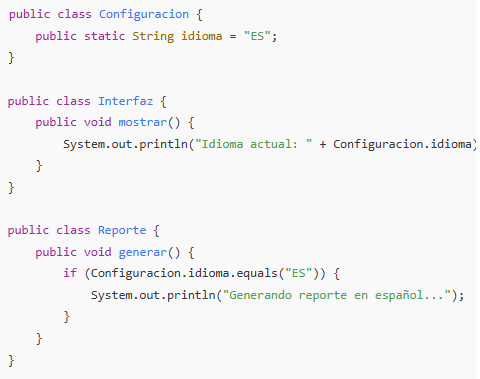 public class Configuracion {
    public static String idioma = "ES";
}

public class Interfaz {
    public void mostrar() {
        System.out.println("Idioma actual: " + Configuracion.idioma)
    }
}

public class Reporte {
    public void generar() {
        if (Configuracion.idioma.equals("ES")) {
            System.out.println("Generando reporte en español...");
        }
    }
}